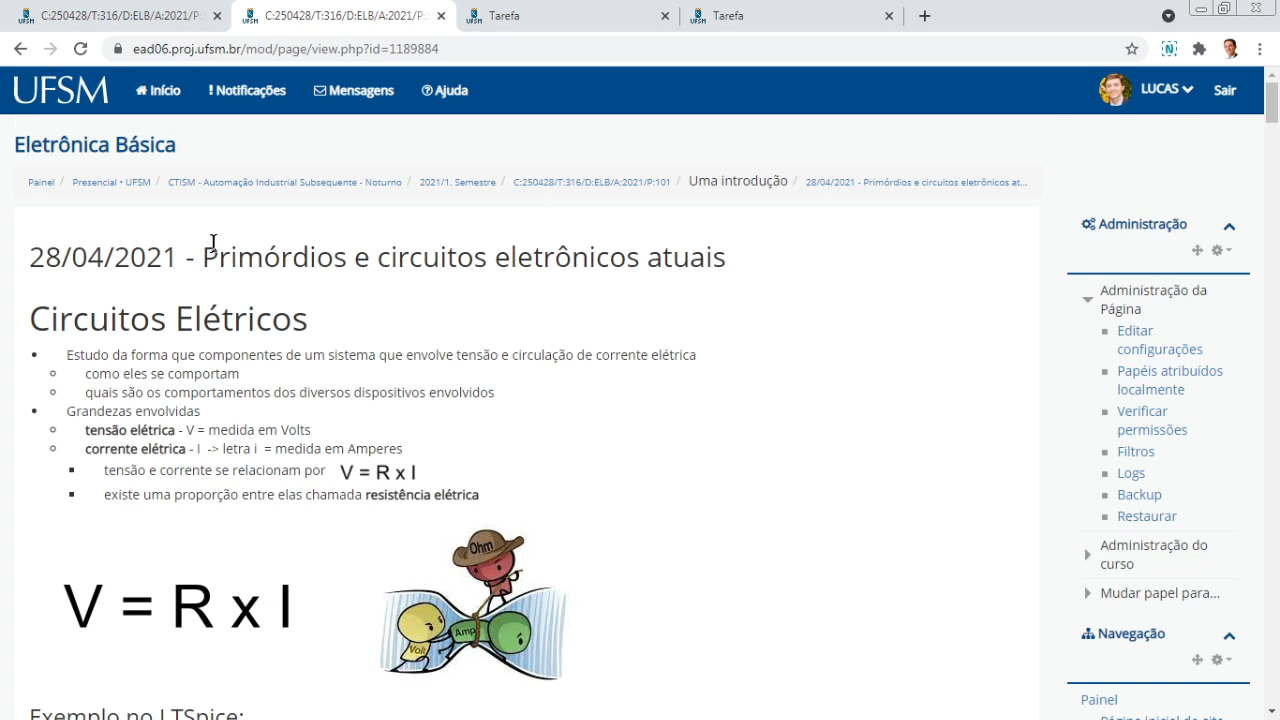 C:250428/T:316/D:ELB/A:2021/P:
C:250428/T:316/D:ELB/A:2021/P:
Tarefa
Tarefa
ead06.proj.ufsm.br/mod/page/view.php?id=1189884
UFSM
Início
Notificações
Mensagens
Ajuda
LUCAS
Sair
Eletrônica Básica
Painel / Presencial • UFSM / CTISM - Automação Industrial Subsequente - Noturno / 2021/1. Semestre / C:250428/T:316/D:ELB/A:2021/P:101 / Uma introdução / 28/04/2021 - Primórdios e circuitos eletrônicos at...
28/04/2021 - Primórdios e circuitos eletrônicos atuais
Circuitos Elétricos
Estudo da forma que componentes de um sistema que envolve tensão e circulação de corrente elétrica
como eles se comportam
quais são os comportamentos dos diversos dispositivos envolvidos
Grandezas envolvidas
tensão elétrica - V = medida em Volts
corrente elétrica - I -> letra i = medida em Amperes
tensão e corrente se relacionam por V = R x I
existe uma proporção entre elas chamada resistência elétrica
V = R x I
Ohm
Amp
Volt
Exemplo no LTSpice:
Administração
Administração da
Página
Editar
configurações
Papéis atribuídos
localmente
Verificar
permissões
Filtros
Logs
Backup
Restaurar
Administração do
curso
Mudar papel para...
Navegação
Painel
Página inicial do site